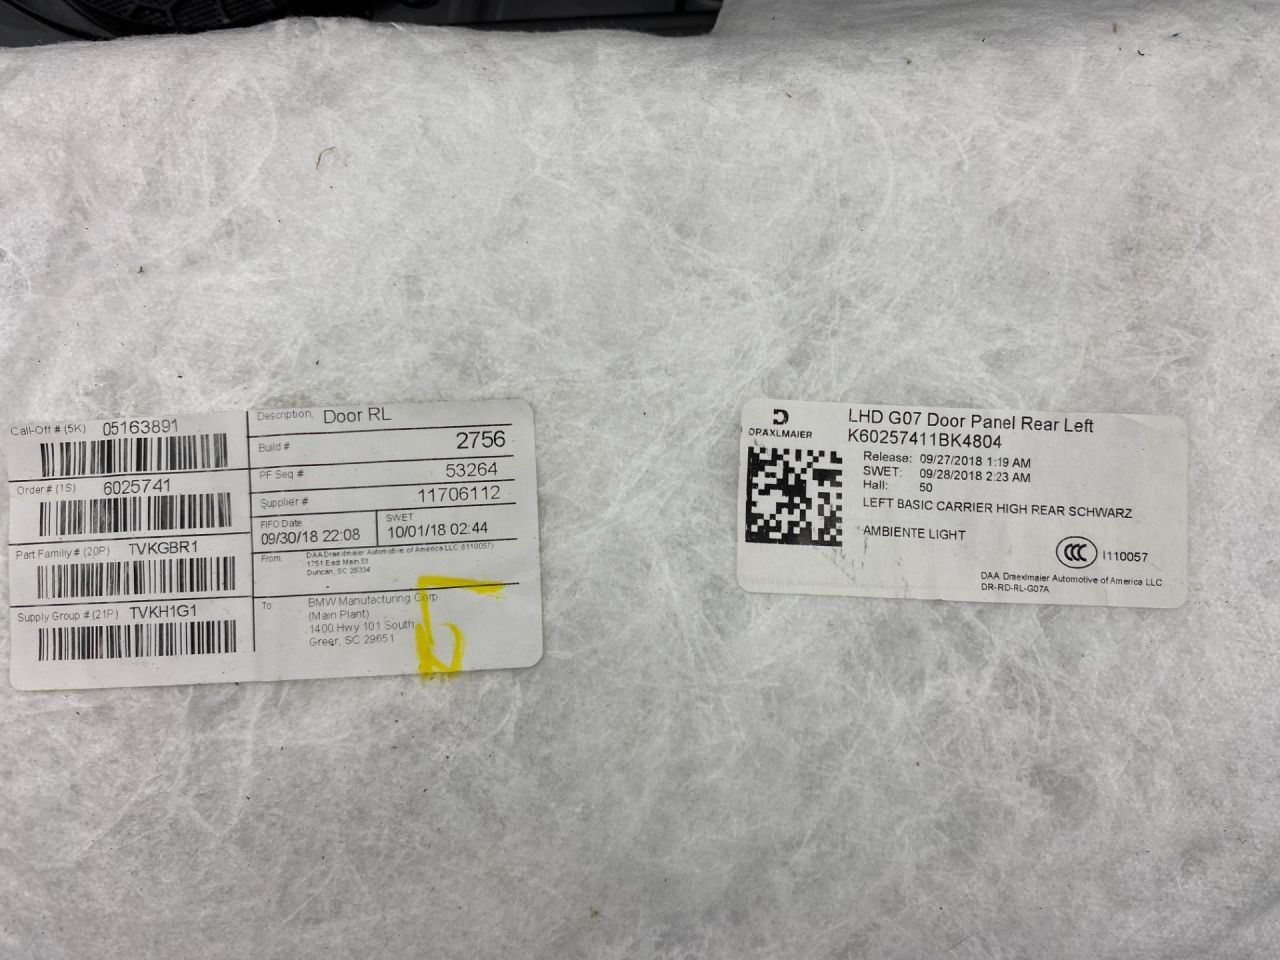 Call-Off # (5K) 05163891
Order # (1S) 6025741
Part Familiy # (20P) TVKGBR1
Supply Group # (21P) TVKH1G1
Description. Door RL
Build # 2756
PF Seq # 53264
Supplier # 11706112
FIFO Date
09/30/18 22:08
SWET
10/01/18 02:44
From DAA Draexlmaier Automotive of America LLC (I110057)
1751 East Main St
Duncan, SC 29334
To: BMW Manufacturing Corp
(Main Plant)
1400 Hwy 101 South
Greer, SC 29651
DRÄXLMAIER
LHD G07 Door Panel Rear Left
K60257411BK4804
Release: 09/27/2018 1:19 AM
SWET: 09/28/2018 2:23 AM
Hall: 50
LEFT BASIC CARRIER HIGH REAR SCHWARZ
AMBIENTE LIGHT
CCC I110057
DAA Draexlmaier Automotive of America LLC
DR-RD-RL-G07A